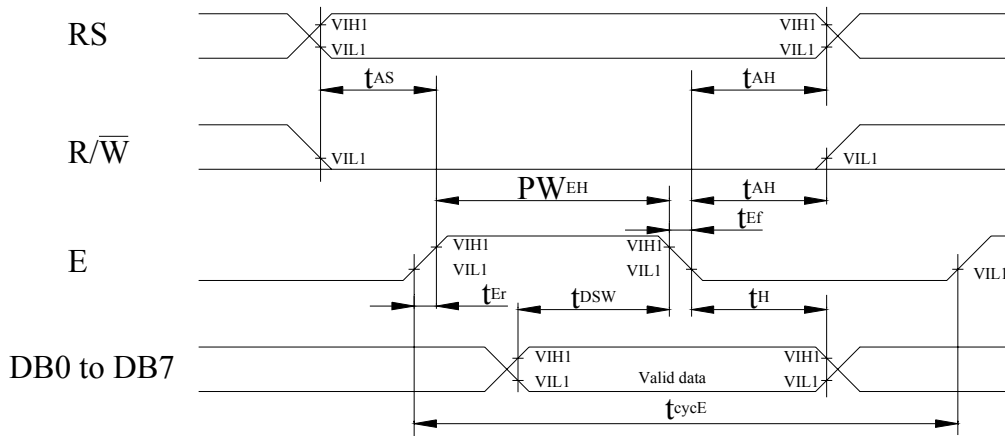 RS VIH1 VIL1 VIH1 VIL1
tAS tAH
R/W̅ VIL1 VIL1
PWEH tAH
tEf
E VIH1 VIL1 VIH1 VIL1 VIL1
tEr tDSW tH
DB0 to DB7 VIH1 VIL1 Valid data VIH1 VIL1
tcycE